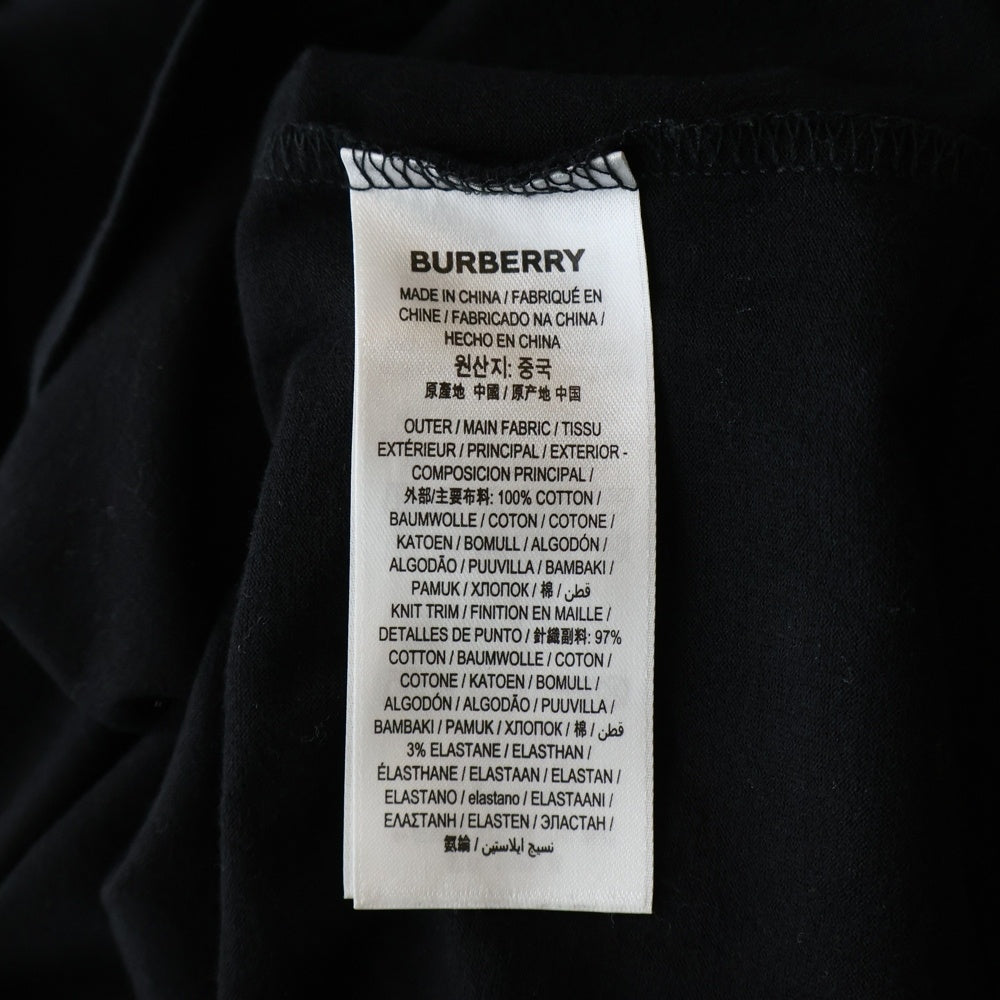 BURBERRY
MADE IN CHINA / FABRIQUÉ EN
CHINE / FABRICADO NA CHINA /
HECHO EN CHINA
원산지: 중국
原產地 中國 / 原产地 中国
OUTER / MAIN FABRIC / TISSU
EXTÉRIEUR / PRINCIPAL / EXTERIOR -
COMPOSICION PRINCIPAL /
外部/主要布料: 100% COTTON /
BAUMWOLLE / COTON / COTONE /
KATOEN / BOMULL / ALGODÓN /
ALGODÃO / PUUVILLA / BAMBAKI /
PAMUK / ХЛОПОК / 棉 / قطن
KNIT TRIM / FINITION EN MAILLE /
DETALLES DE PUNTO / 針織副料: 97%
COTTON / BAUMWOLLE / COTON /
COTONE / KATOEN / BOMULL /
ALGODÓN / ALGODÃO / PUUVILLA /
BAMBAKI / PAMUK / ХЛОПОК / 棉 / قطن
3% ELASTANE / ELASTHAN /
ÉLASTHANE / ELASTAAN / ELASTAN /
ELASTANO / elastano / ELASTAANI /
ΕΛΑΣΤΑΝΗ / ELASTEN / ЭЛАСТАН /
氨綸 / نسيج ايلاستين